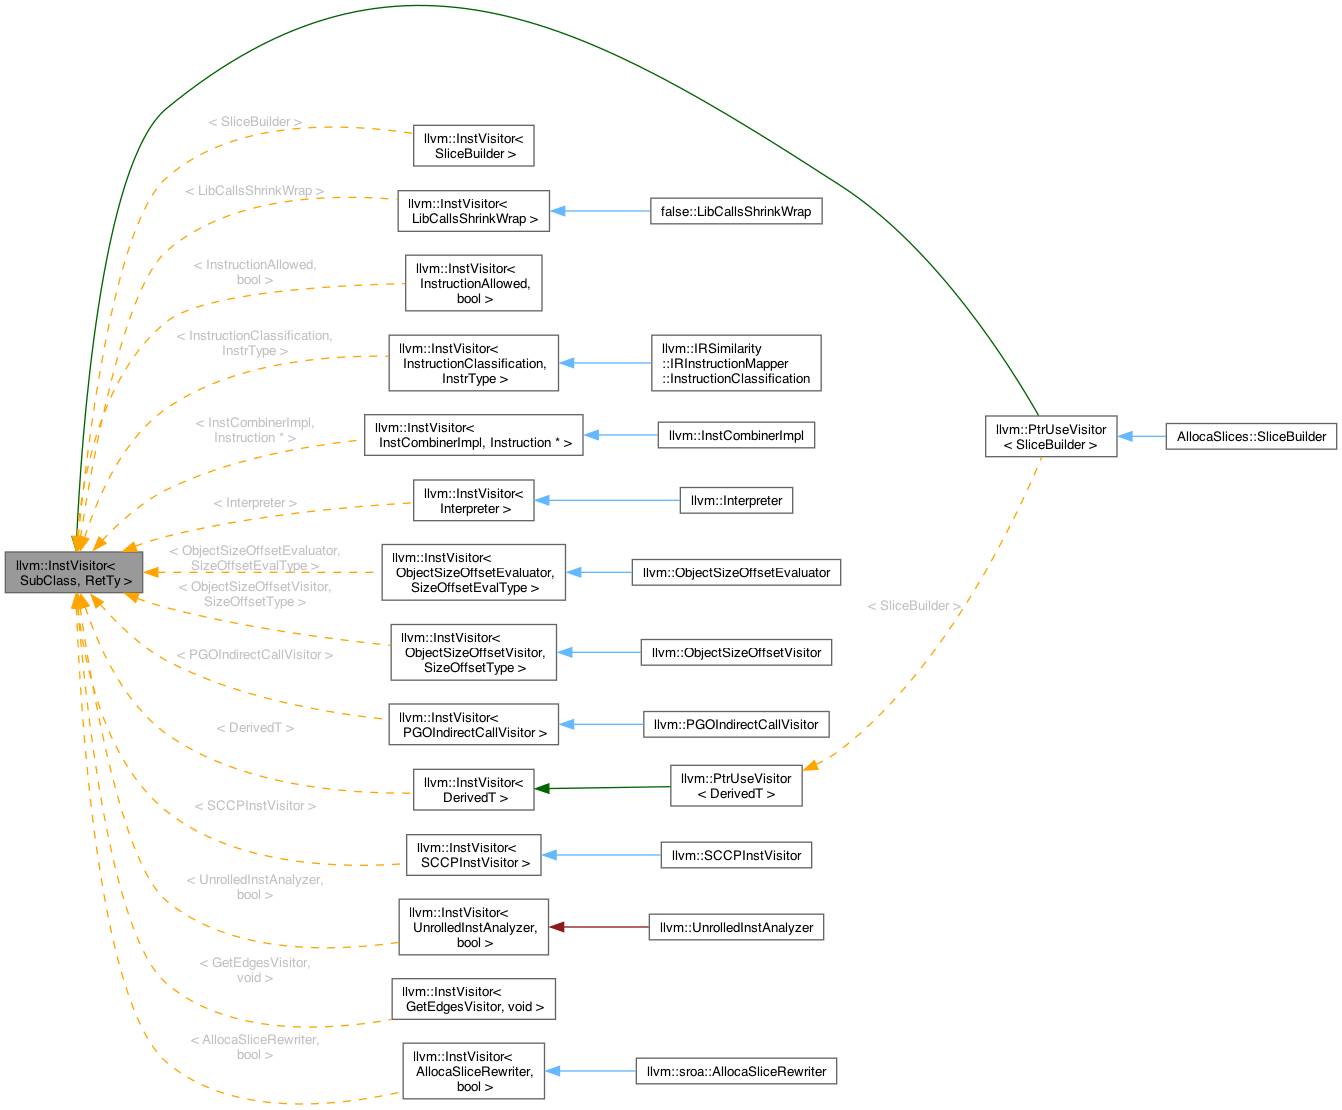 < SliceBuilder >
llvm::InstVisitor<
SliceBuilder >
< LibCallsShrinkWrap >
llvm::InstVisitor<
LibCallsShrinkWrap >
false::LibCallsShrinkWrap
< InstructionAllowed,
bool >
llvm::InstVisitor<
InstructionAllowed,
bool >
< InstructionClassification,
InstrType >
llvm::InstVisitor<
InstructionClassification,
InstrType >
llvm::IRSimilarity
::IRInstructionMapper
::InstructionClassification
< InstCombinerImpl,
Instruction * >
llvm::InstVisitor<
InstCombinerImpl, Instruction * >
llvm::InstCombinerImpl
llvm::PtrUseVisitor
< SliceBuilder >
AllocaSlices::SliceBuilder
< Interpreter >
llvm::InstVisitor<
Interpreter >
llvm::Interpreter
llvm::InstVisitor<
SubClass, RetTy >
< ObjectSizeOffsetEvaluator,
SizeOffsetEvalType >
llvm::InstVisitor<
ObjectSizeOffsetEvaluator,
SizeOffsetEvalType >
llvm::ObjectSizeOffsetEvaluator
< ObjectSizeOffsetVisitor,
SizeOffsetType >
< SliceBuilder >
llvm::InstVisitor<
ObjectSizeOffsetVisitor,
SizeOffsetType >
llvm::ObjectSizeOffsetVisitor
< PGOIndirectCallVisitor >
llvm::InstVisitor<
PGOIndirectCallVisitor >
llvm::PGOIndirectCallVisitor
< DerivedT >
llvm::InstVisitor<
DerivedT >
llvm::PtrUseVisitor
< DerivedT >
< SCCPInstVisitor >
llvm::InstVisitor<
SCCPInstVisitor >
llvm::SCCPInstVisitor
< UnrolledInstAnalyzer,
bool >
llvm::InstVisitor<
UnrolledInstAnalyzer,
bool >
llvm::UnrolledInstAnalyzer
< GetEdgesVisitor,
void >
llvm::InstVisitor<
GetEdgesVisitor, void >
< AllocaSliceRewriter,
bool >
llvm::InstVisitor<
AllocaSliceRewriter,
bool >
llvm::sroa::AllocaSliceRewriter